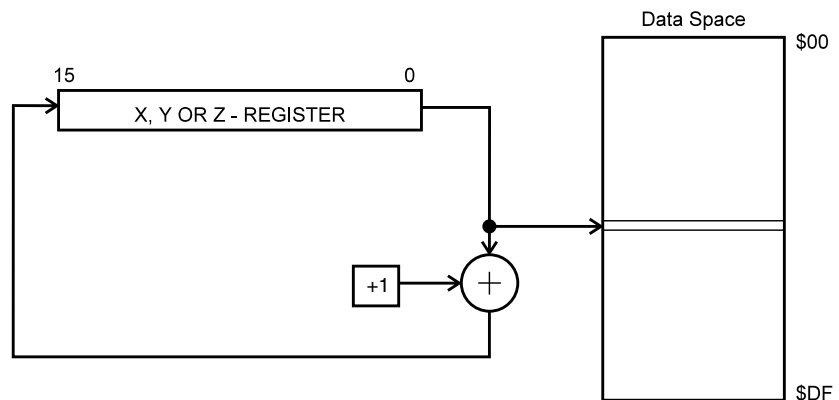 Data Space
$00
15 0
X, Y OR Z - REGISTER
+1
$DF